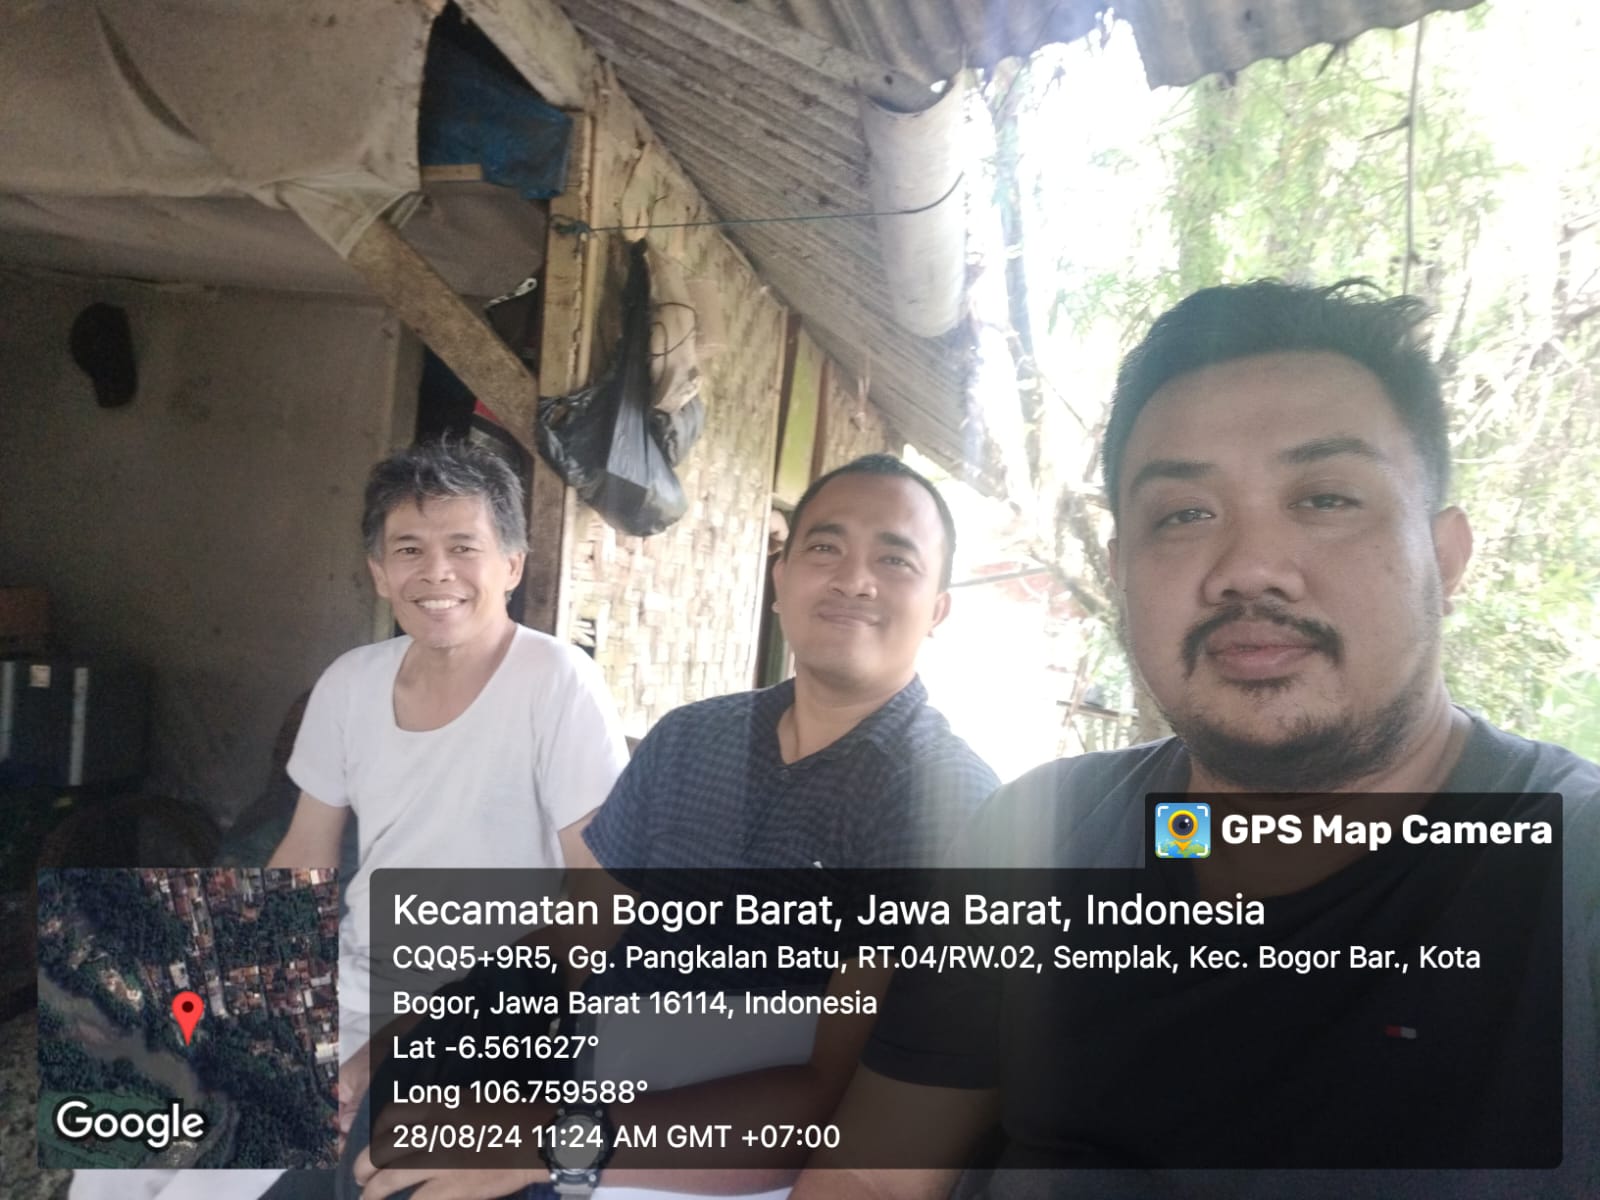 GPS Map Camera
Kecamatan Bogor Barat, Jawa Barat, Indonesia
CQQ5+9R5, Gg. Pangkalan Batu, RT.04/RW.02, Semplak, Kec. Bogor Bar., Kota
Bogor, Jawa Barat 16114, Indonesia
Lat -6.561627°
Long 106.759588°
28/08/24 11:24 AM GMT +07:00
Google